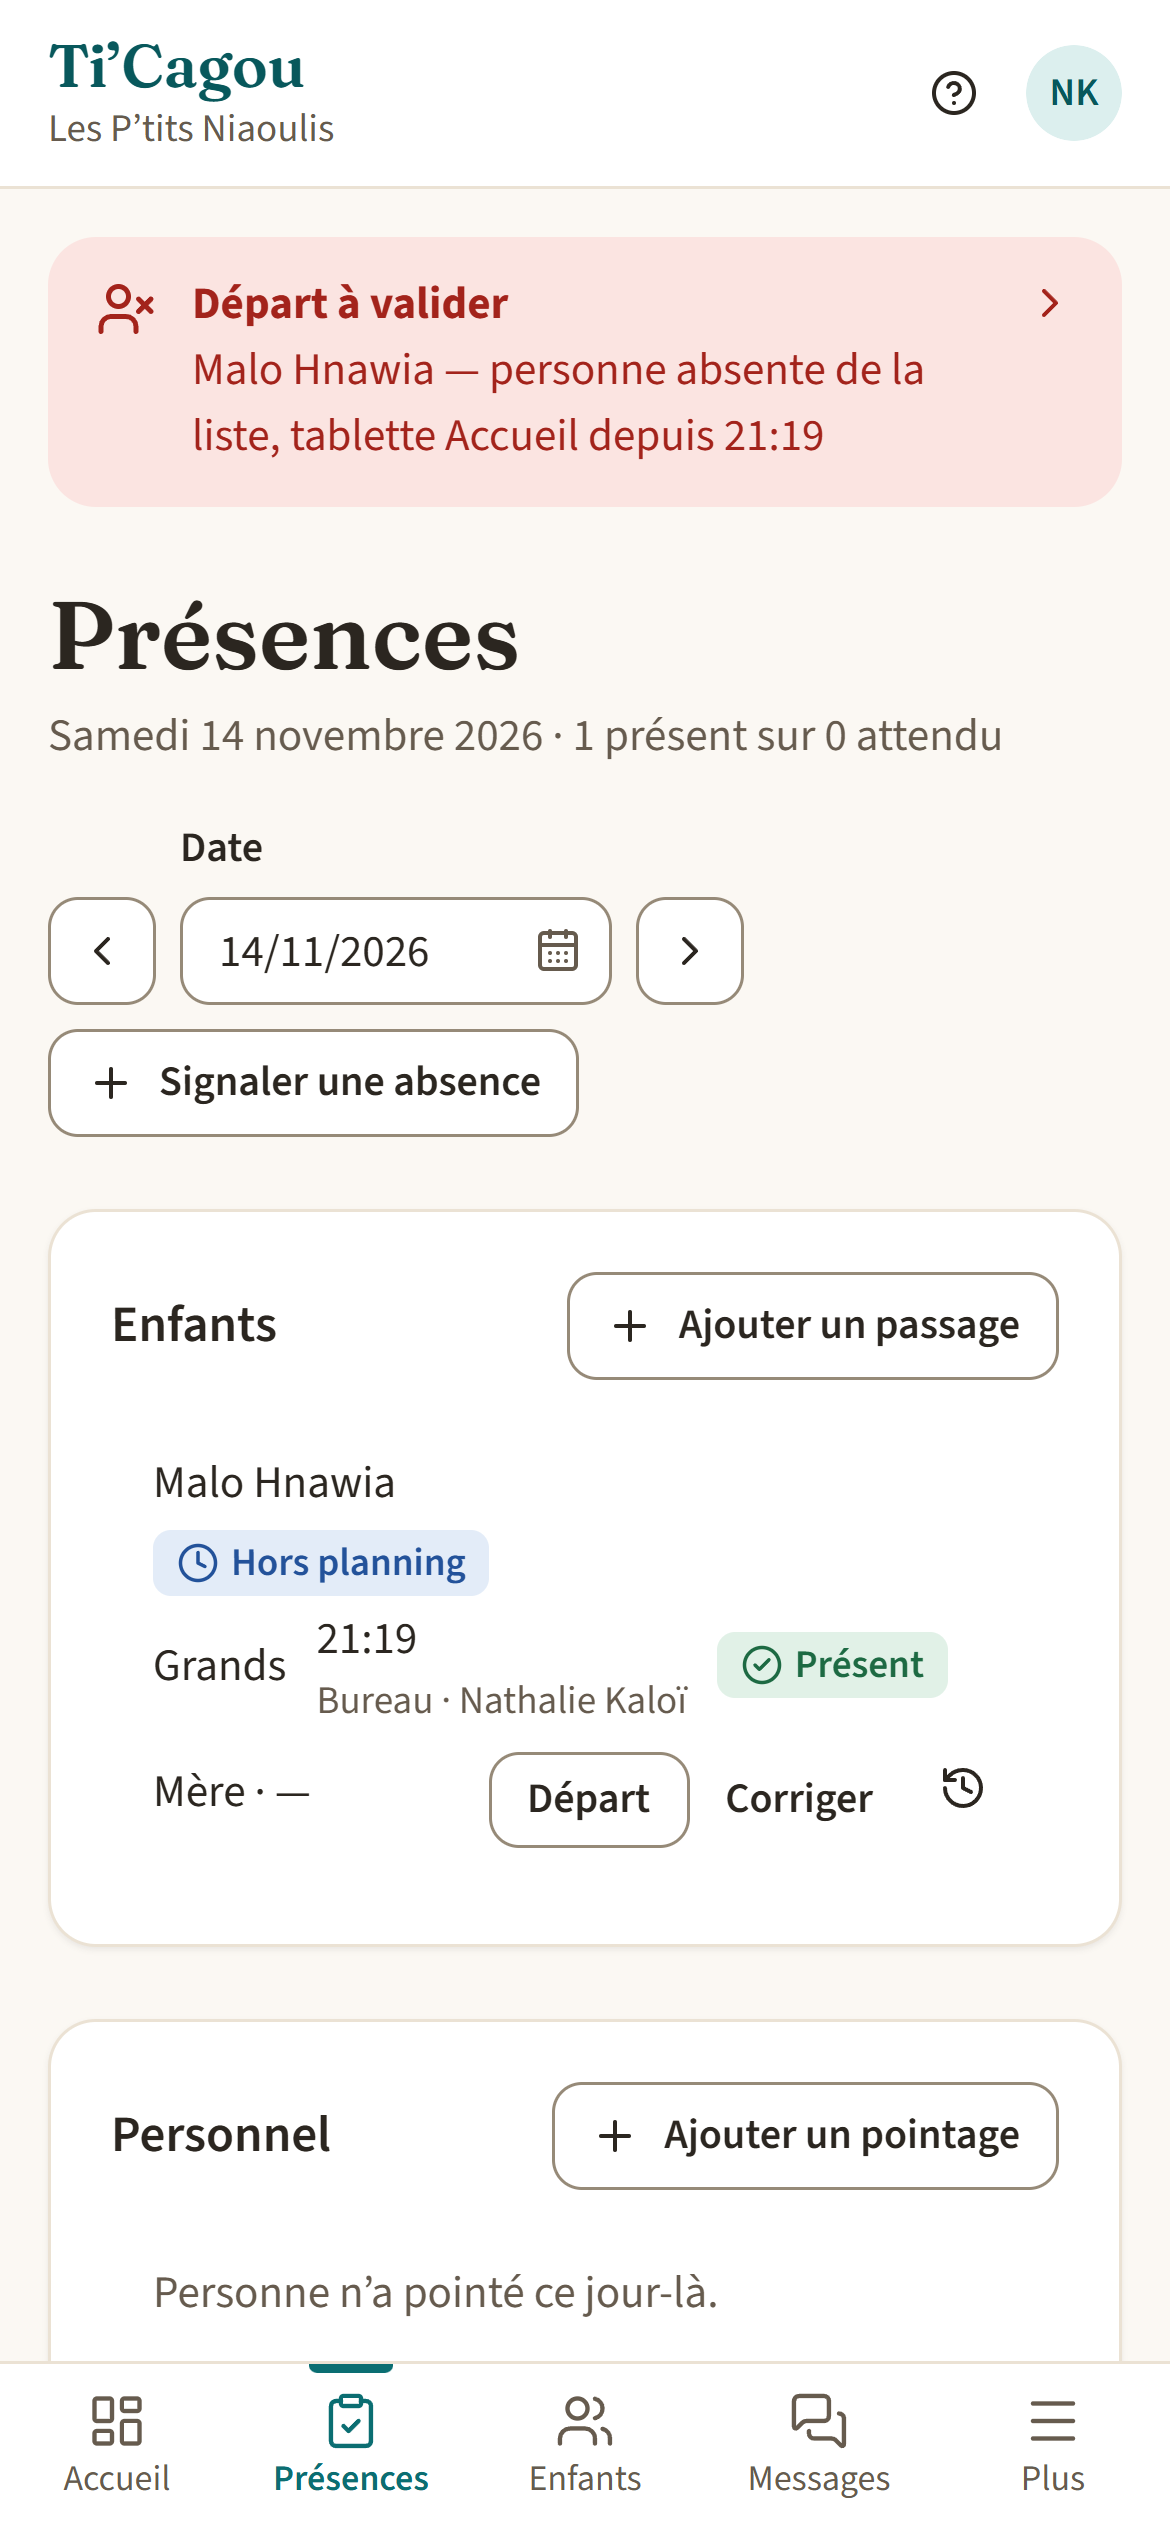 Ti’Cagou
Les P’tits Niaoulis
NK
Départ à valider
Malo Hnawia — personne absente de la
liste, tablette Accueil depuis 21:19
Présences
Samedi 14 novembre 2026 · 1 présent sur 0 attendu
Date
14/11/2026
Signaler une absence
Enfants
Ajouter un passage
Malo Hnawia
Hors planning
Grands
21:19
Bureau · Nathalie Kaloï
Présent
Mère · —
Départ
Corriger
Personnel
Ajouter un pointage
Personne n’a pointé ce jour-là.
Accueil
Présences
Enfants
Messages
Plus